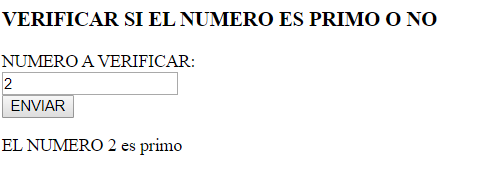 VERIFICAR SI EL NUMERO ES PRIMO O NO
NUMERO A VERIFICAR:
2
ENVIAR
EL NUMERO 2 es primo